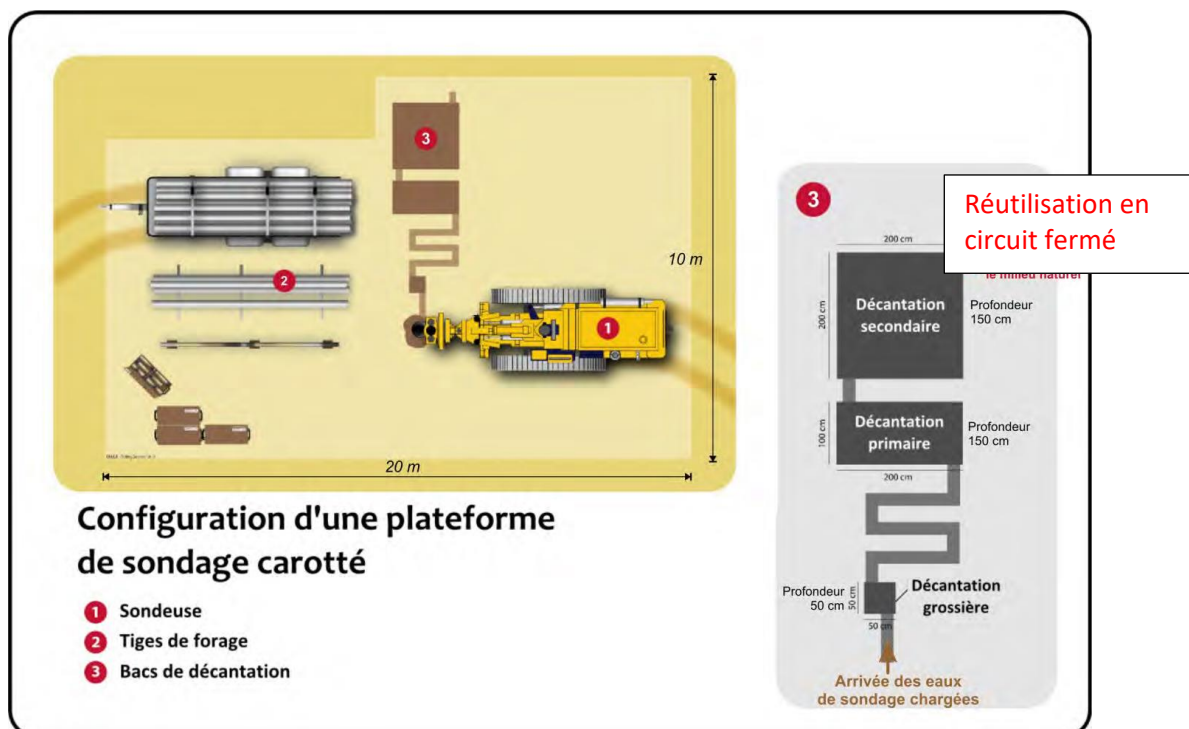 3
10 m
2
1
20 m
Configuration d'une plateforme
de sondage carotté
1 Sondeuse
2 Tiges de forage
3 Bacs de décantation
3
Réutilisation en
circuit fermé
le milieu naturel
200 cm
200 cm
Décantation
secondaire
Profondeur
150 cm
100 cm
Décantation
primaire
Profondeur
150 cm
200 cm
Profondeur
50 cm
50 cm
Décantation
grossière
50 cm
Arrivée des eaux
de sondage chargées